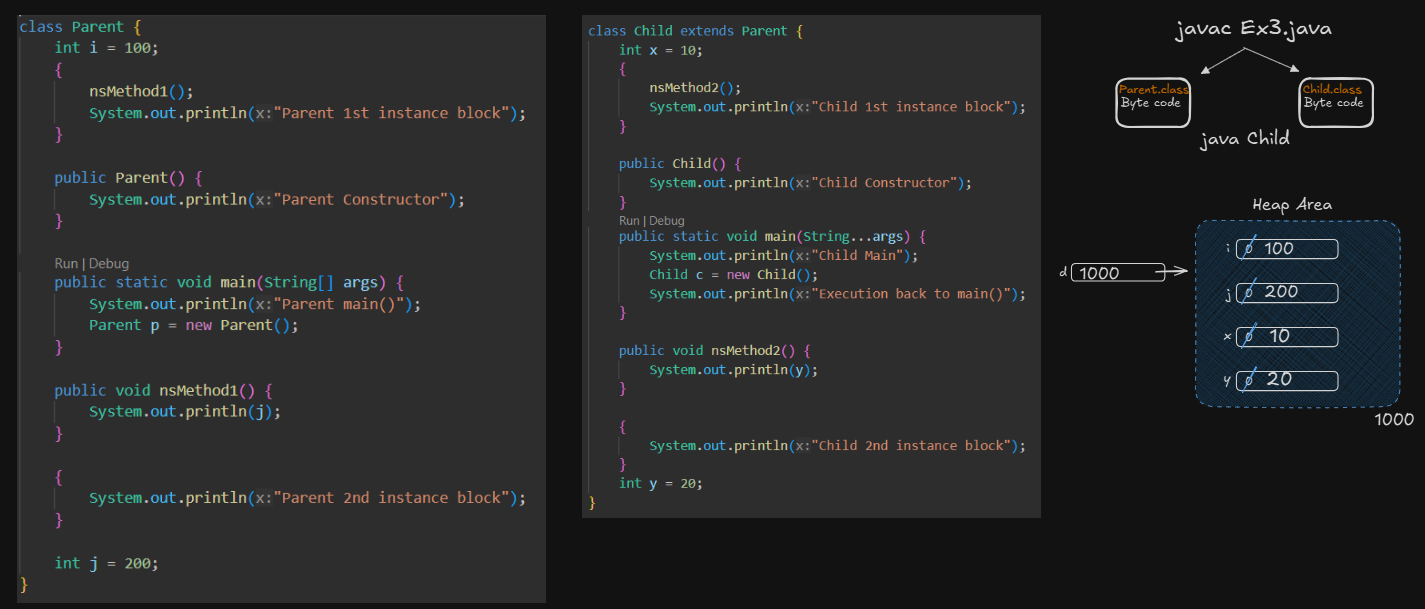 class Parent {
int i = 100;
{
nsMethod1();
System.out.println(x:"Parent 1st instance block");
}
public Parent() {
System.out.println(x:"Parent Constructor");
}
Run | Debug
public static void main(String[] args) {
System.out.println(x:"Parent main()");
Parent p = new Parent();
}
public void nsMethod1() {
System.out.println(j);
}
{
System.out.println(x:"Parent 2nd instance block");
}
int j = 200;
}
class Child extends Parent {
int x = 10;
{
nsMethod2();
System.out.println(x:"Child 1st instance block");
}
public Child() {
System.out.println(x:"Child Constructor");
}
Run | Debug
public static void main(String...args) {
System.out.println(x:"Child Main");
Child c = new Child();
System.out.println(x:"Execution back to main()");
}
public void nsMethod2() {
System.out.println(y);
}
{
System.out.println(x:"Child 2nd instance block");
}
int y = 20;
}
javac Ex3.java
Parent.class
Byte code
Child.class
Byte code
java Child
Heap Area
d 1000
i 0 100
j 0 200
x 0 10
y 0 20
1000